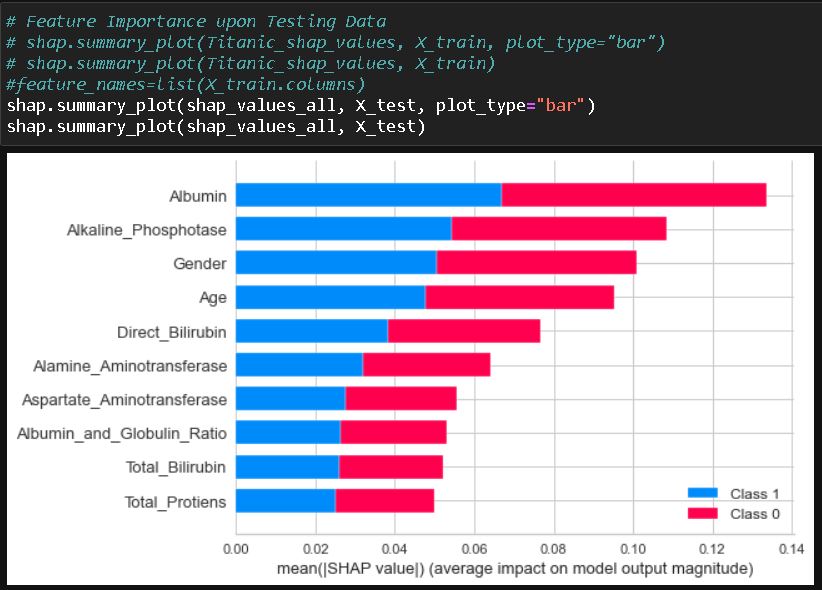 # Feature Importance upon Testing Data
# shap.summary_plot(Titanic_shap_values, X_train, plot_type="bar")
# shap.summary_plot(Titanic_shap_values, X_train)
#feature_names=list(X_train.columns)
shap.summary_plot(shap_values_all, X_test, plot_type="bar")
shap.summary_plot(shap_values_all, X_test)
Albumin
Alkaline_Phosphotase
Gender
Age
Direct_Bilirubin
Alamine_Aminotransferase
Aspartate_Aminotransferase
Albumin_and_Globulin_Ratio
Total_Bilirubin
Total_Protiens
Class 1
Class 0
0.00 0.02 0.04 0.06 0.08 0.10 0.12 0.14
mean(|SHAP value|) (average impact on model output magnitude)